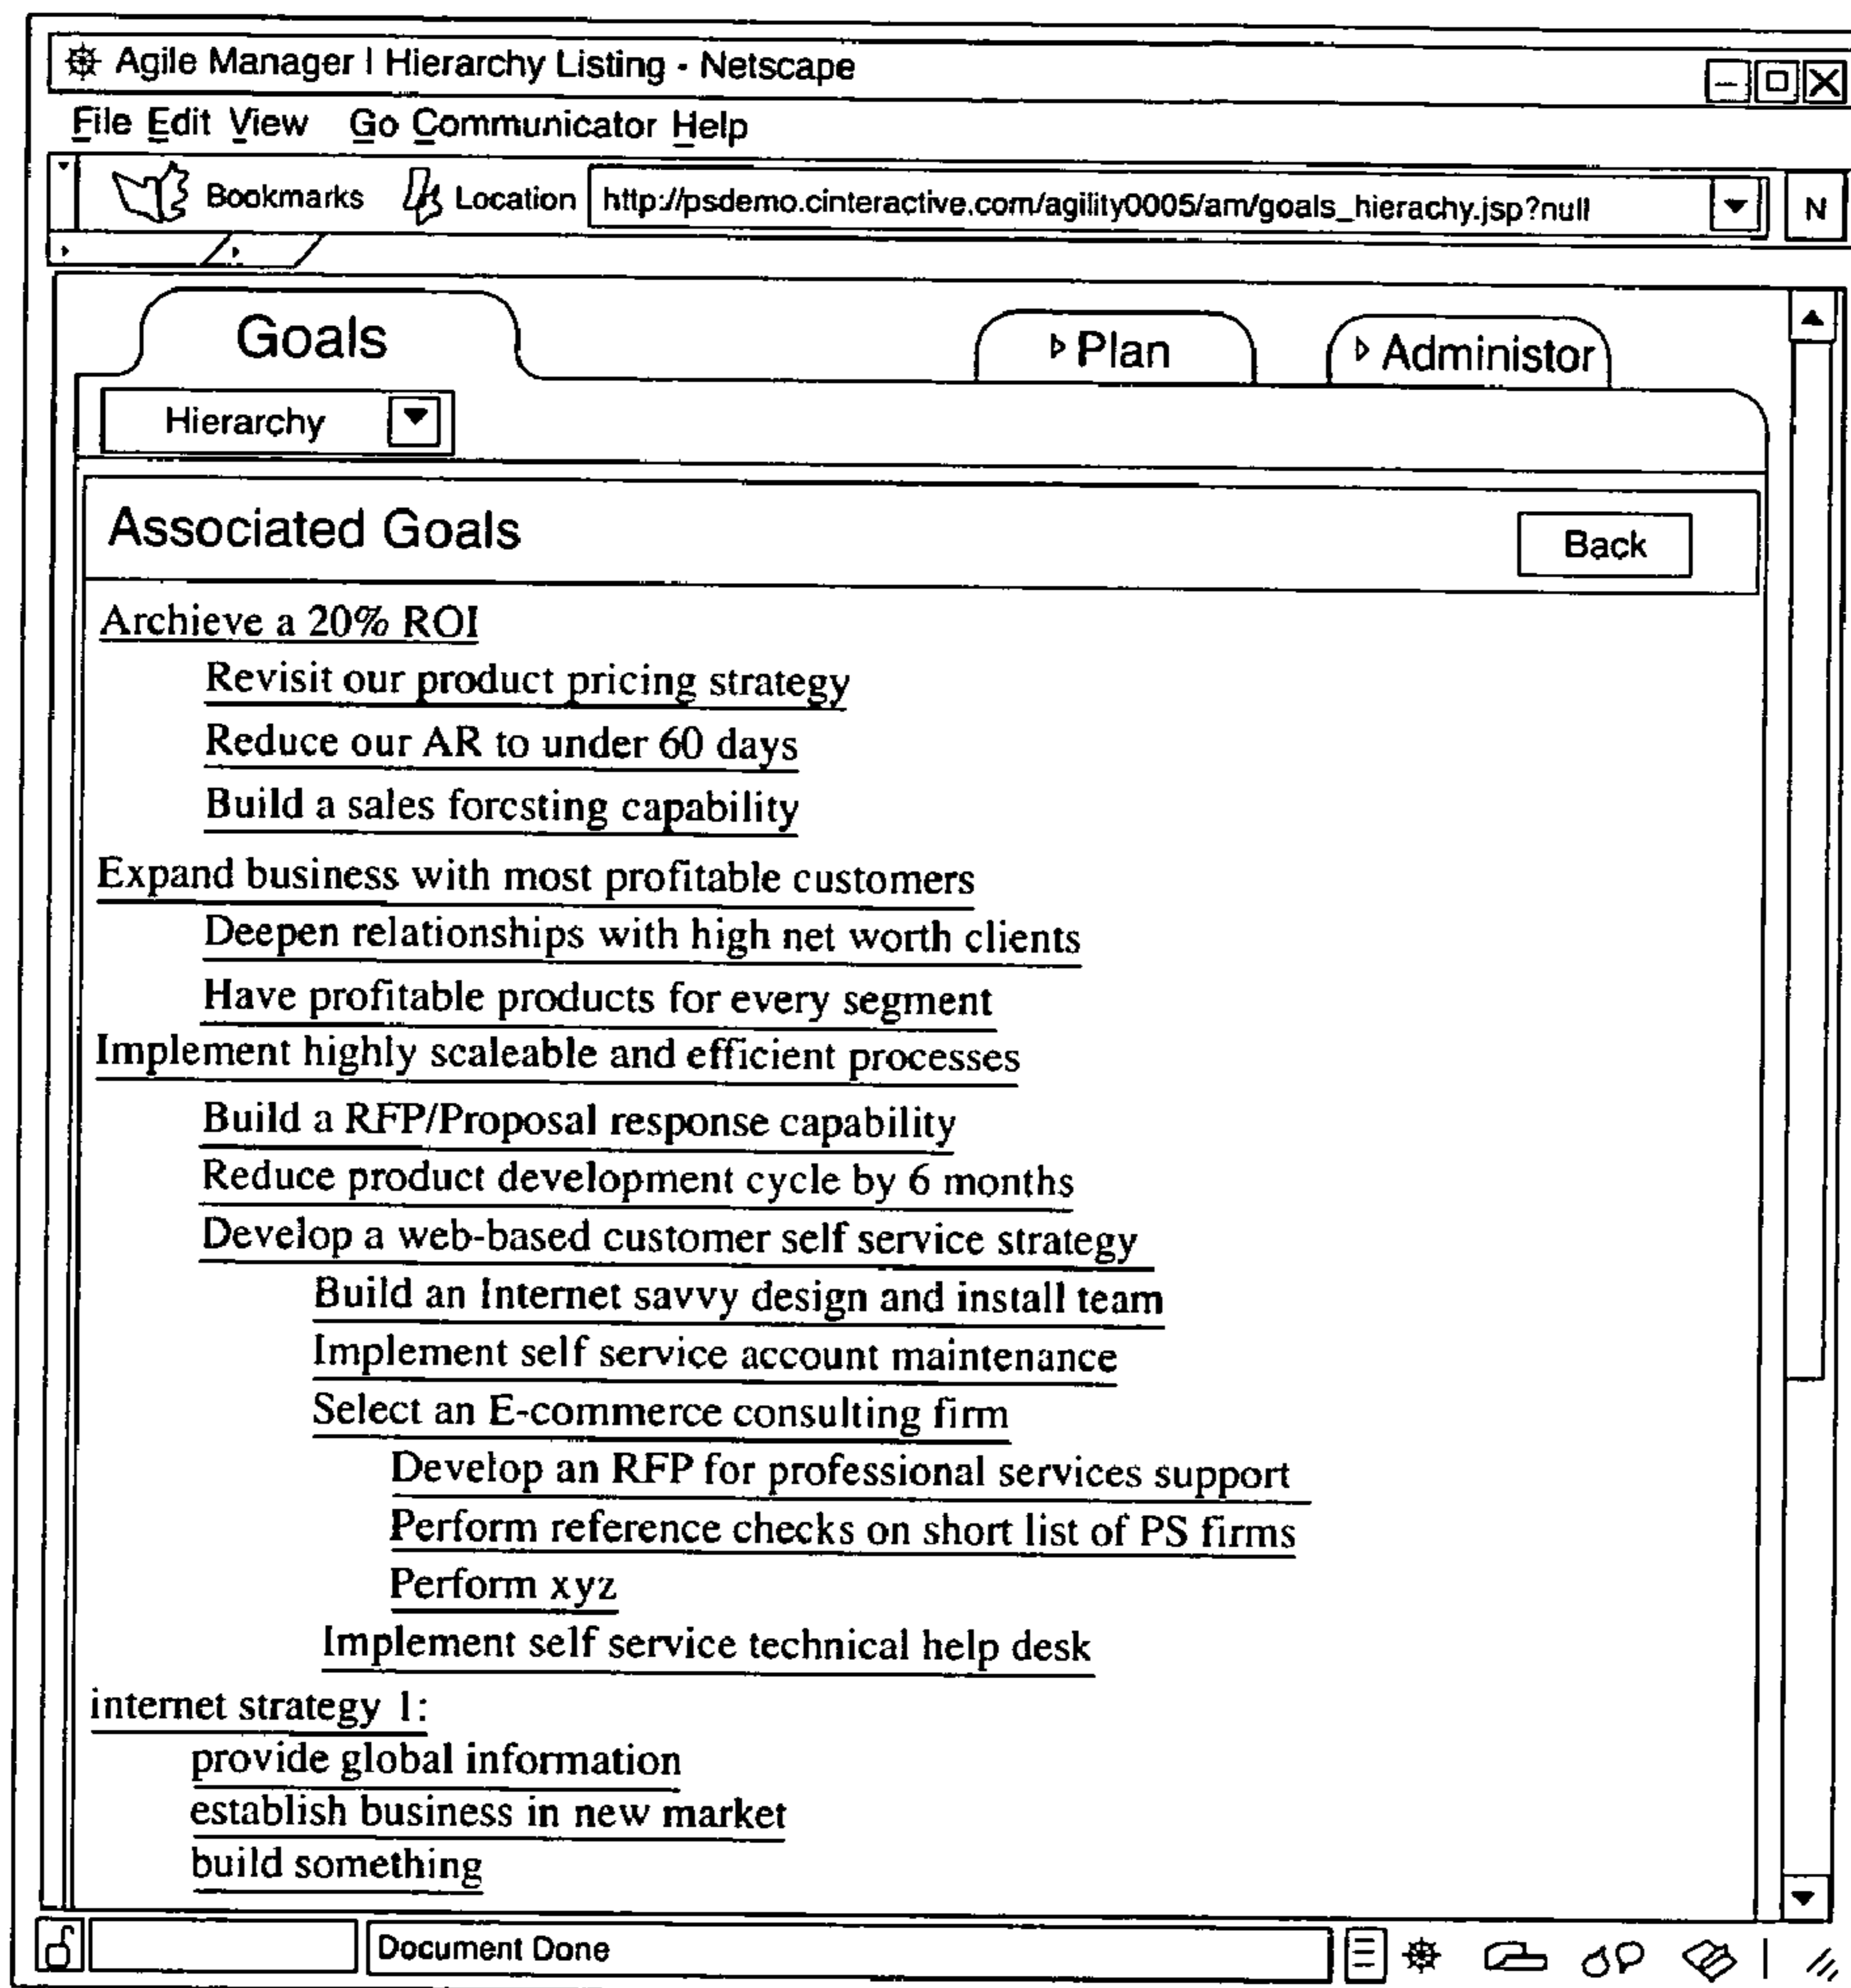 Agile Manager | Hierarchy Listing - Netscape
File Edit View Go Communicator Help
Bookmarks Location http://psdemo.cinteractive.com/agility0005/am/goals_hierachy.jsp?null N
Goals Plan Administor
Hierarchy
Associated Goals Back
Archieve a 20% ROI
Revisit our product pricing strategy
Reduce our AR to under 60 days
Build a sales forcsting capability
Expand business with most profitable customers
Deepen relationships with high net worth clients
Have profitable products for every segment
Implement highly scaleable and efficient processes
Build a RFP/Proposal response capability
Reduce product development cycle by 6 months
Develop a web-based customer self service strategy
Build an Internet savvy design and install team
Implement self service account maintenance
Select an E-commerce consulting firm
Develop an RFP for professional services support
Perform reference checks on short list of PS firms
Perform xyz
Implement self service technical help desk
internet strategy 1:
provide global information
establish business in new market
build something
Document Done